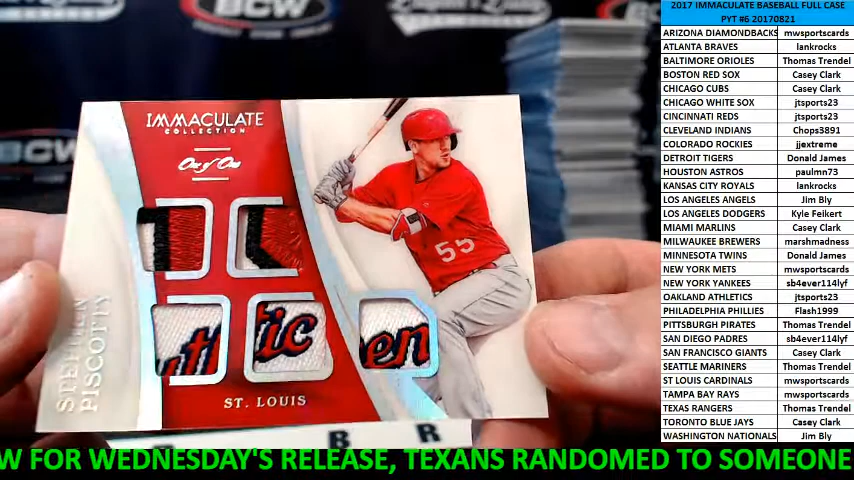 2017 IMMACULATE BASEBALL FULL CASE
PYT #6 20170821
ARIZONA DIAMONDBACKS mwsportscards
ATLANTA BRAVES lankrocks
BALTIMORE ORIOLES Thomas Trendel
BOSTON RED SOX Casey Clark
CHICAGO CUBS Casey Clark
CHICAGO WHITE SOX jtsports23
CINCINNATI REDS jtsports23
CLEVELAND INDIANS Chops3891
COLORADO ROCKIES jjextreme
DETROIT TIGERS Donald James
HOUSTON ASTROS paulmn73
KANSAS CITY ROYALS lankrocks
LOS ANGELES ANGELS Jim Bly
LOS ANGELES DODGERS Kyle Feikert
MIAMI MARLINS Casey Clark
MILWAUKEE BREWERS marshmadness
MINNESOTA TWINS Donald James
NEW YORK METS mwsportscards
NEW YORK YANKEES sb4ever114lyf
OAKLAND ATHLETICS jtsports23
PHILADELPHIA PHILLIES Flash1999
PITTSBURGH PIRATES Thomas Trendel
SAN DIEGO PADRES sb4ever114lyf
SAN FRANCISCO GIANTS Casey Clark
SEATTLE MARINERS Thomas Trendel
ST LOUIS CARDINALS mwsportscards
TAMPA BAY RAYS mwsportscards
TEXAS RANGERS Thomas Trendel
TORONTO BLUE JAYS Casey Clark
WASHINGTON NATIONALS Jim Bly
BCW
BCW
IMMACULATE
COLLECTION
One of One
55
utt
tic
en
STEPHEN
PISCOTTY
ST. LOUIS
B R
W FOR WEDNESDAY'S RELEASE, TEXANS RANDOMED TO SOMEONE